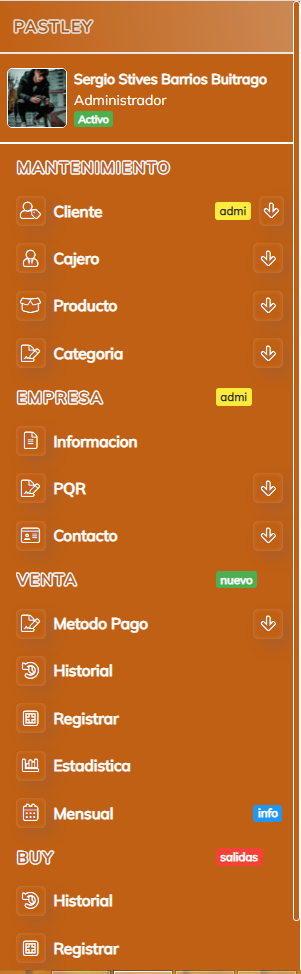 PASTLEY
Sergio Stives Barrios Buitrago
Administrador
Activo
MANTENIMIENTO
Cliente admi
Cajero
Producto
Categoria
EMPRESA admi
Informacion
PQR
Contacto
VENTA nuevo
Metodo Pago
Historial
Registrar
Estadistica
Mensual info
BUY salidas
Historial
Registrar